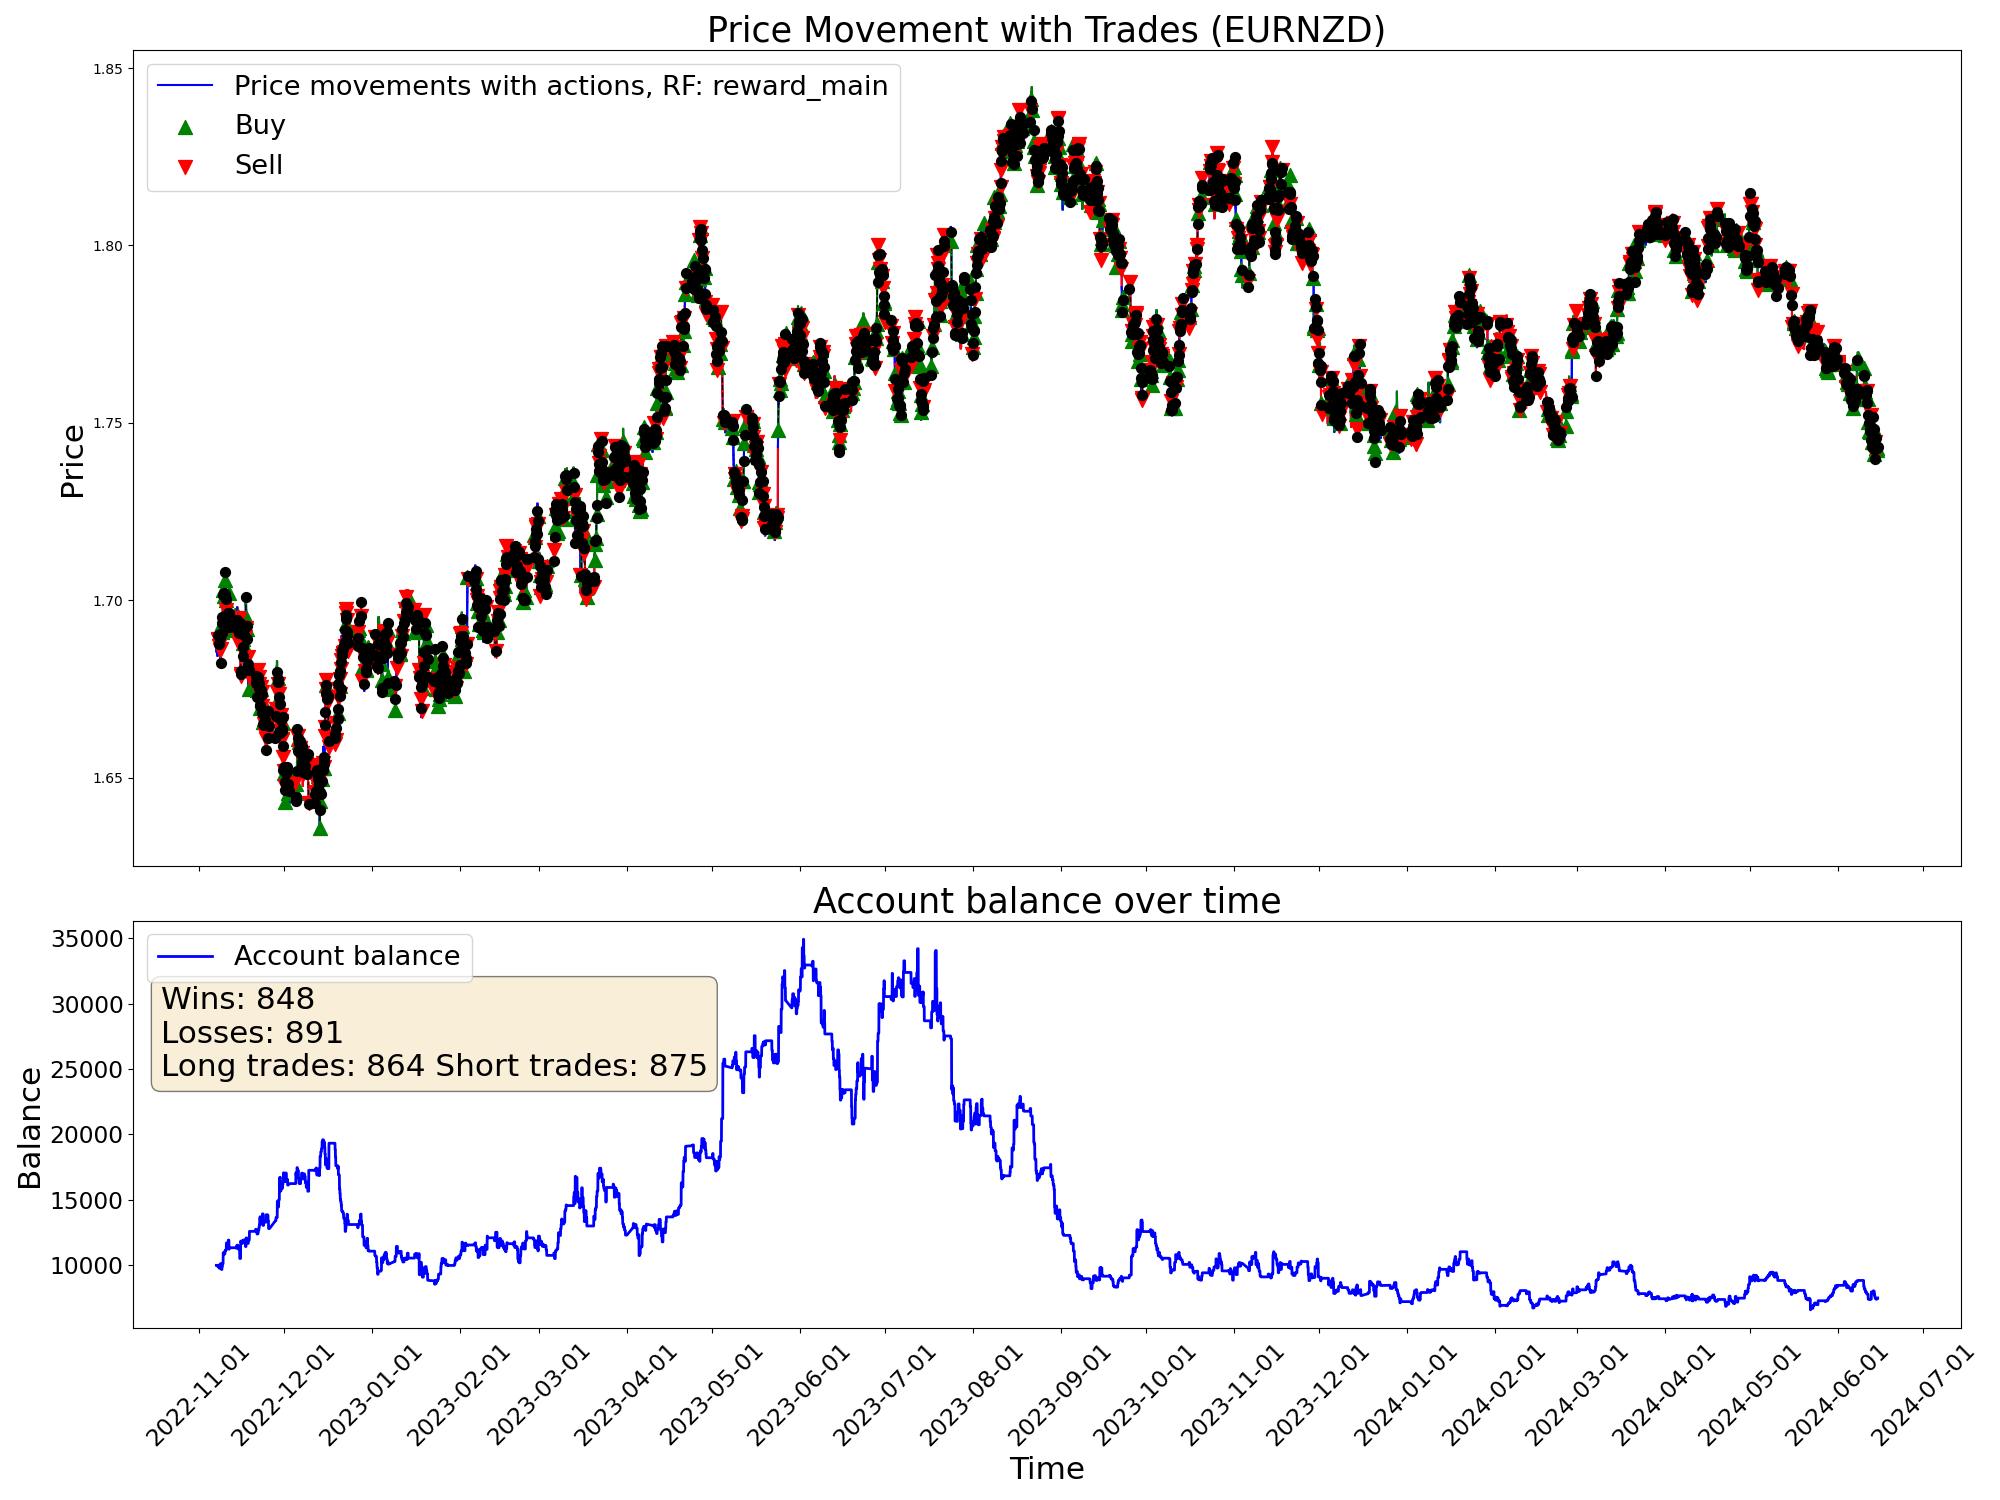 Price Movement with Trades (EURNZD)
Price movements with actions, RF: reward_main
Buy
Sell
1.85
1.80
1.75
1.70
1.65
Price
Account balance over time
Account balance
Wins: 848
Losses: 891
Long trades: 864 Short trades: 875
35000
30000
25000
20000
15000
10000
Balance
2022-11-01
2022-12-01
2023-01-01
2023-02-01
2023-03-01
2023-04-01
2023-05-01
2023-06-01
2023-07-01
2023-08-01
2023-09-01
2023-10-01
2023-11-01
2023-12-01
2024-01-01
2024-02-01
2024-03-01
2024-04-01
2024-05-01
2024-06-01
2024-07-01
Time